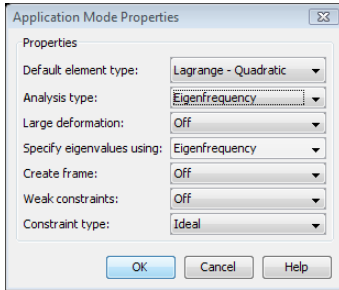 Application Mode Properties
Properties
Default element type: Lagrange - Quadratic
Analysis type: Eigenfrequency
Large deformation: Off
Specify eigenvalues using: Eigenfrequency
Create frame: Off
Weak constraints: Off
Constraint type: Ideal
OK Cancel Help